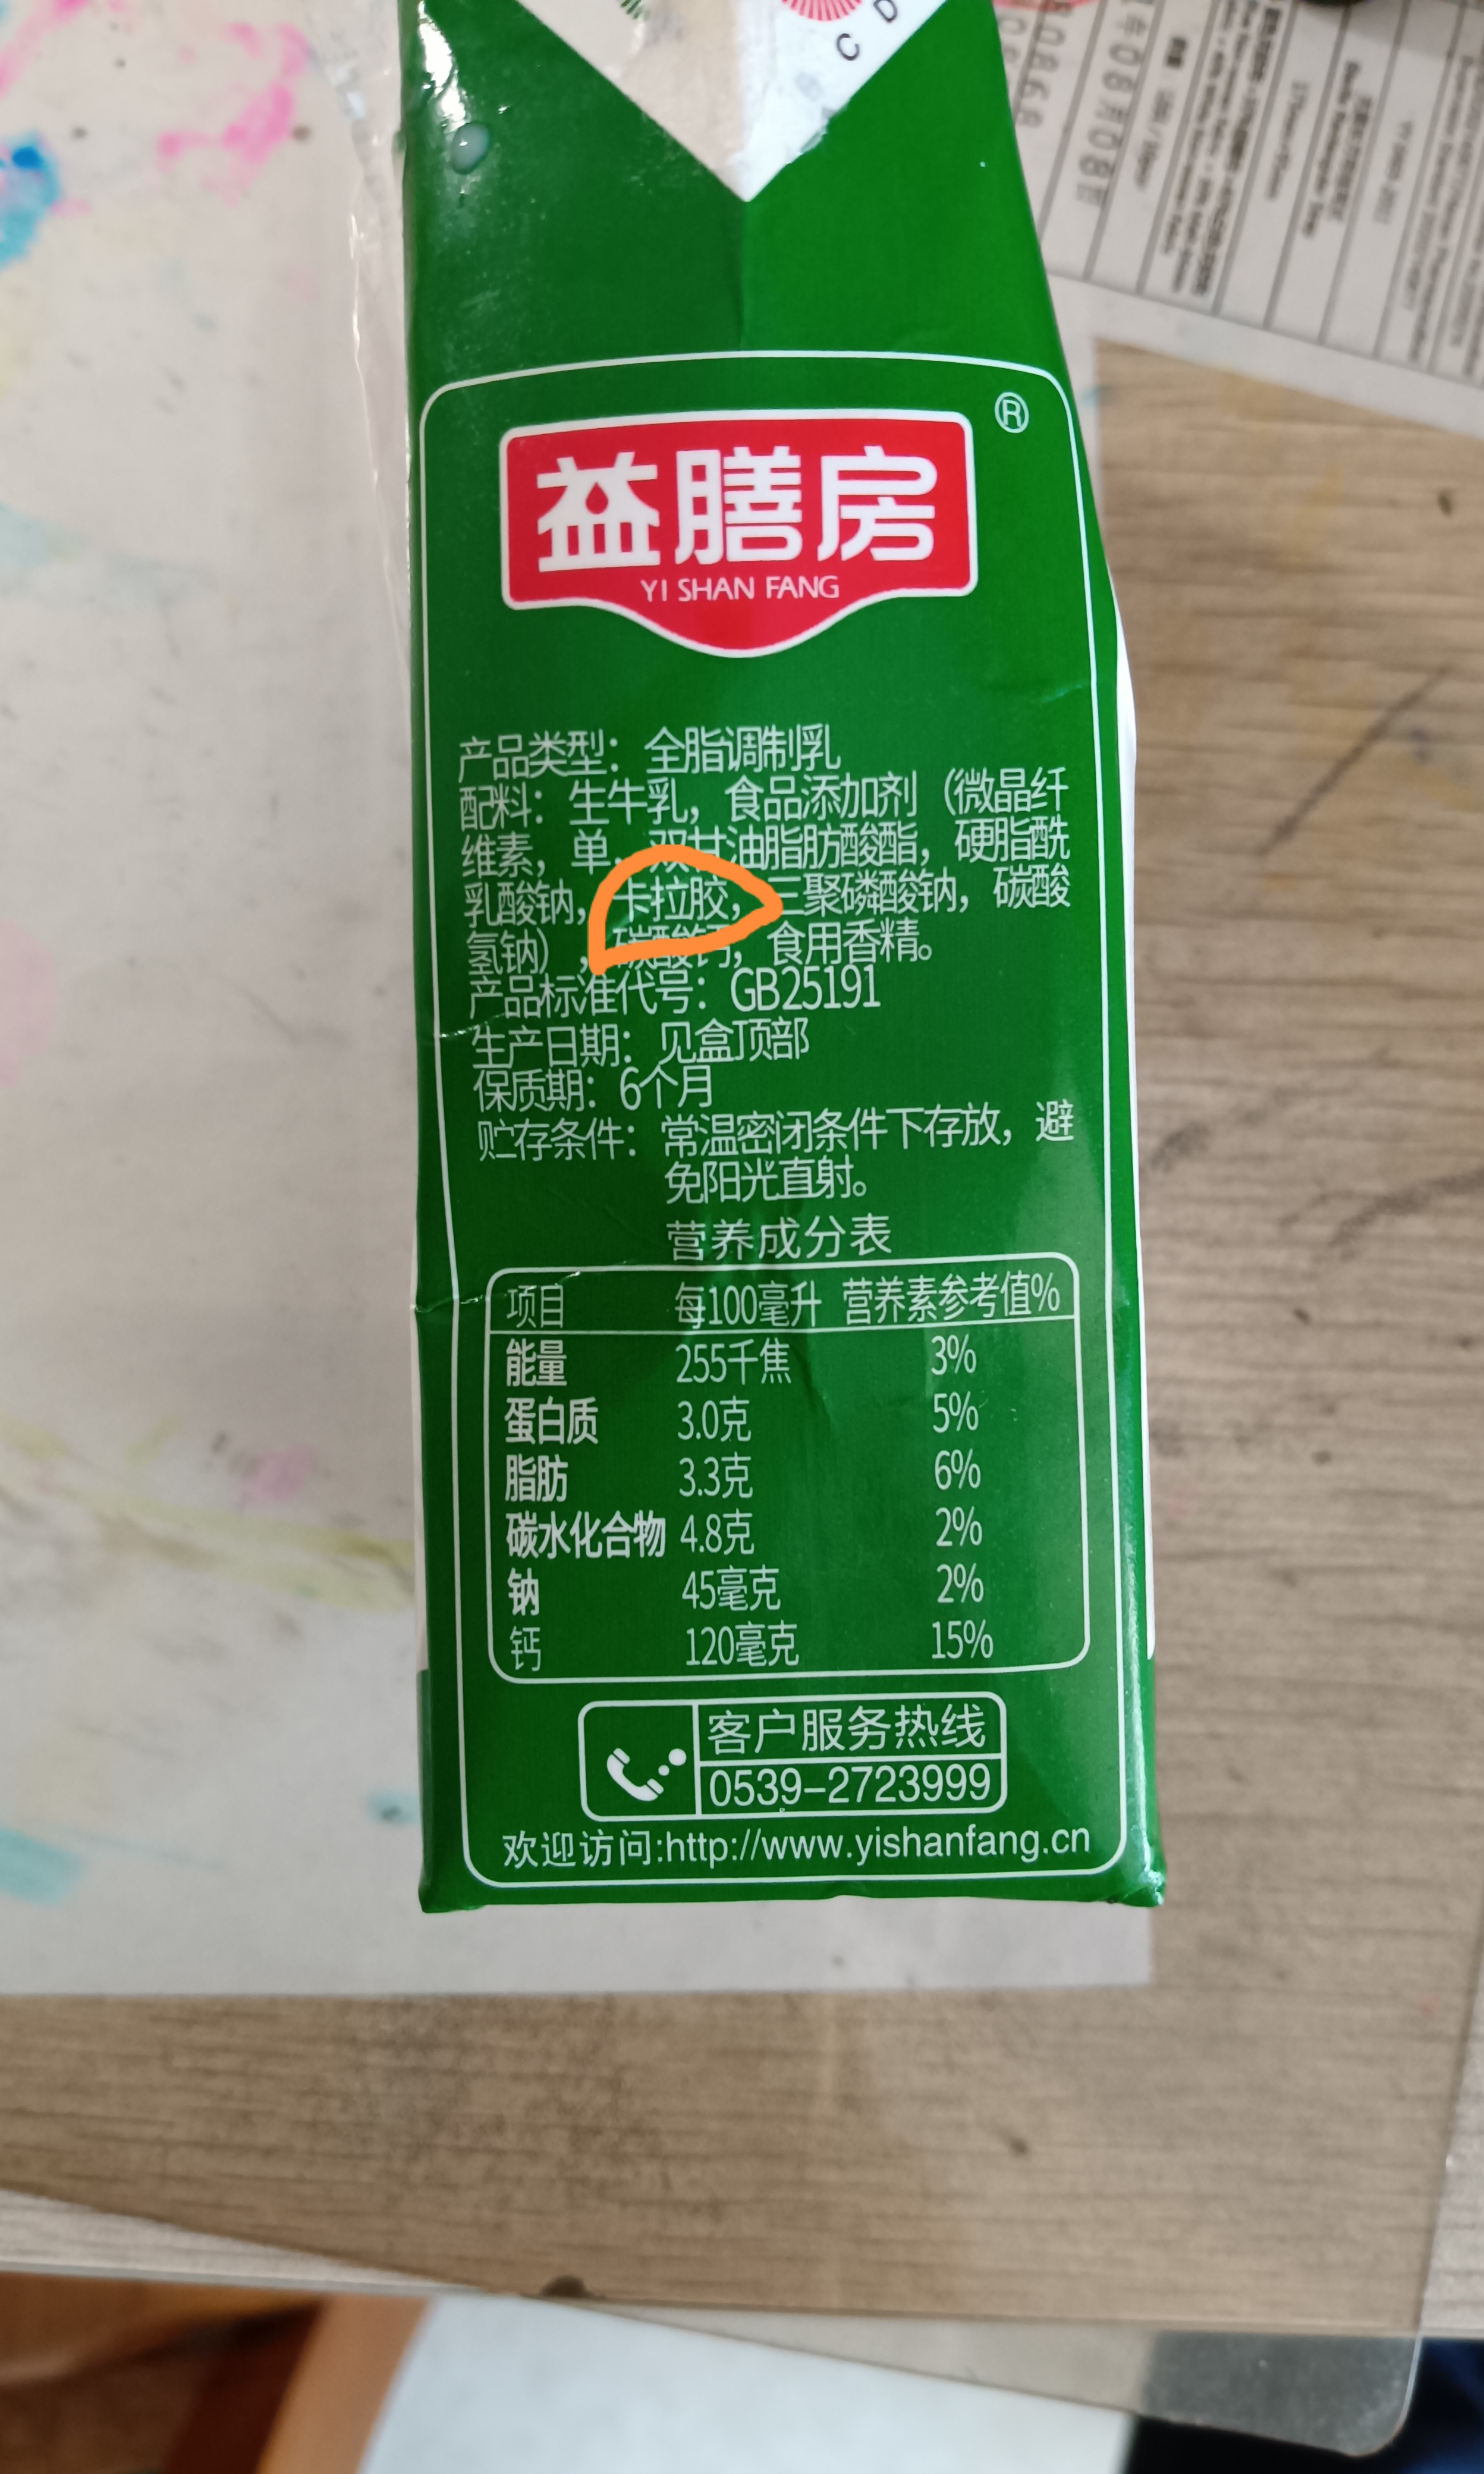 C D
益膳房
®
YI SHAN FANG
产品类型：全脂调制乳
配料：生牛乳，食品添加剂（微晶纤
维素，单，双甘油脂肪酸酯，硬脂酰
乳酸钠，卡拉胶，三聚磷酸钠，碳酸
氢钠），碳酸钙，食用香精。
产品标准代号：GB25191
生产日期：见盒顶部
保质期：6个月
贮存条件：常温密闭条件下存放，避
免阳光直射。
营养成分表
项目 每100毫升 营养素参考值%
能量 255千焦 3%
蛋白质 3.0克 5%
脂肪 3.3克 6%
碳水化合物 4.8克 2%
钠 45毫克 2%
钙 120毫克 15%
客户服务热线
0539-2723999
欢迎访问:http://www.yishanfang.cn